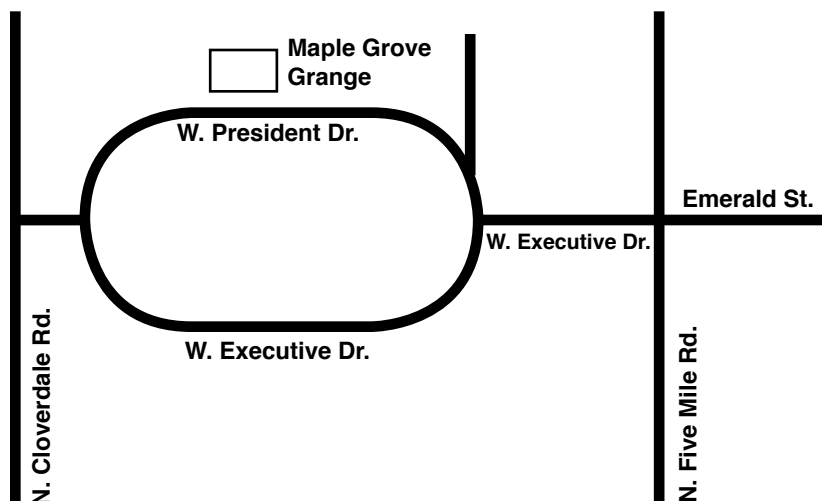 Maple Grove
Grange
W. President Dr.
Emerald St.
W. Executive Dr.
W. Executive Dr.
N. Cloverdale Rd.
N. Five Mile Rd.